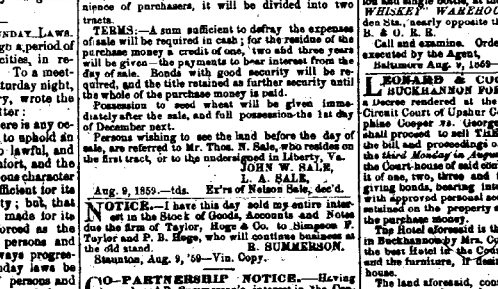 UNDAY LAWS.
gh a period of
cities, in re-
To a meet-
turday night,
ry, wrote the
tter:
ere is any oc-
to uphold an
lawful, and
fort, and the
ous character
fficient for its
ty; but, that
made for its
orced as the
persons and
ways progre-
nday laws be
persons and
nience of purchasers, it will be divided into two
tracts.
TERMS:—A sum sufficient to defray the expenses
of sale will be required in cash; for the residue of the
purchase money a credit of one, two and three years
will be given—the payments to bear interest from the
day of sale. Bonds with good security will be re-
quired, and the title retained as further security until
the whole of the purchase money is paid.
Possession to seed wheat will be given imme-
diately after the sale, and full possession the 1st day
of December next.
Persons wishing to see the land before the day of
sale, are referred to Mr. Thos. N. Sale, who resides on
the first tract, or to the undersigned in Liberty, Va.
JOHN W. SALE,
L. A. SALE,
Aug. 9, 1859.—tds. Ex'rs of Nelson Sale, dec'd.
NOTICE.—I have this day sold my entire inter-
est in the Stock of Goods, Accounts and Notes
due the firm of Taylor, Hoge & Co. to Simpson F.
Taylor and P. B. Hoge, who will continue business at
the old stand. B. SUMMERSON.
Staunton, Aug. 9, '59—Vin. Copy.
CO-PARTNERSHIP NOTICE.—Having
WHISKEY WAREHOU
den Sts., nearly opposite t
B. & O. R. R.
Call and examine. Order
executed by the Agent,
Baltimore Aug. 9, 1859—
LEONARD & CO
BUCKHANNON FOR
a Decree rendered at the
Circuit Court of Upshur C
phine Cooper vs. George
shall proceed to sell THE
the bill and proceedings o
the third Monday in Augus
the Court-house of said coun
it of one, two, three and f
giving bonds, bearing inte
with approved personal sec
retained on the property
the purchase money.
The Hotel aforesaid is th
in Buckhannon by Mrs. Co
the best Hotel in the Coun
and the furniture, if desir
house.
The land aforesaid, cont